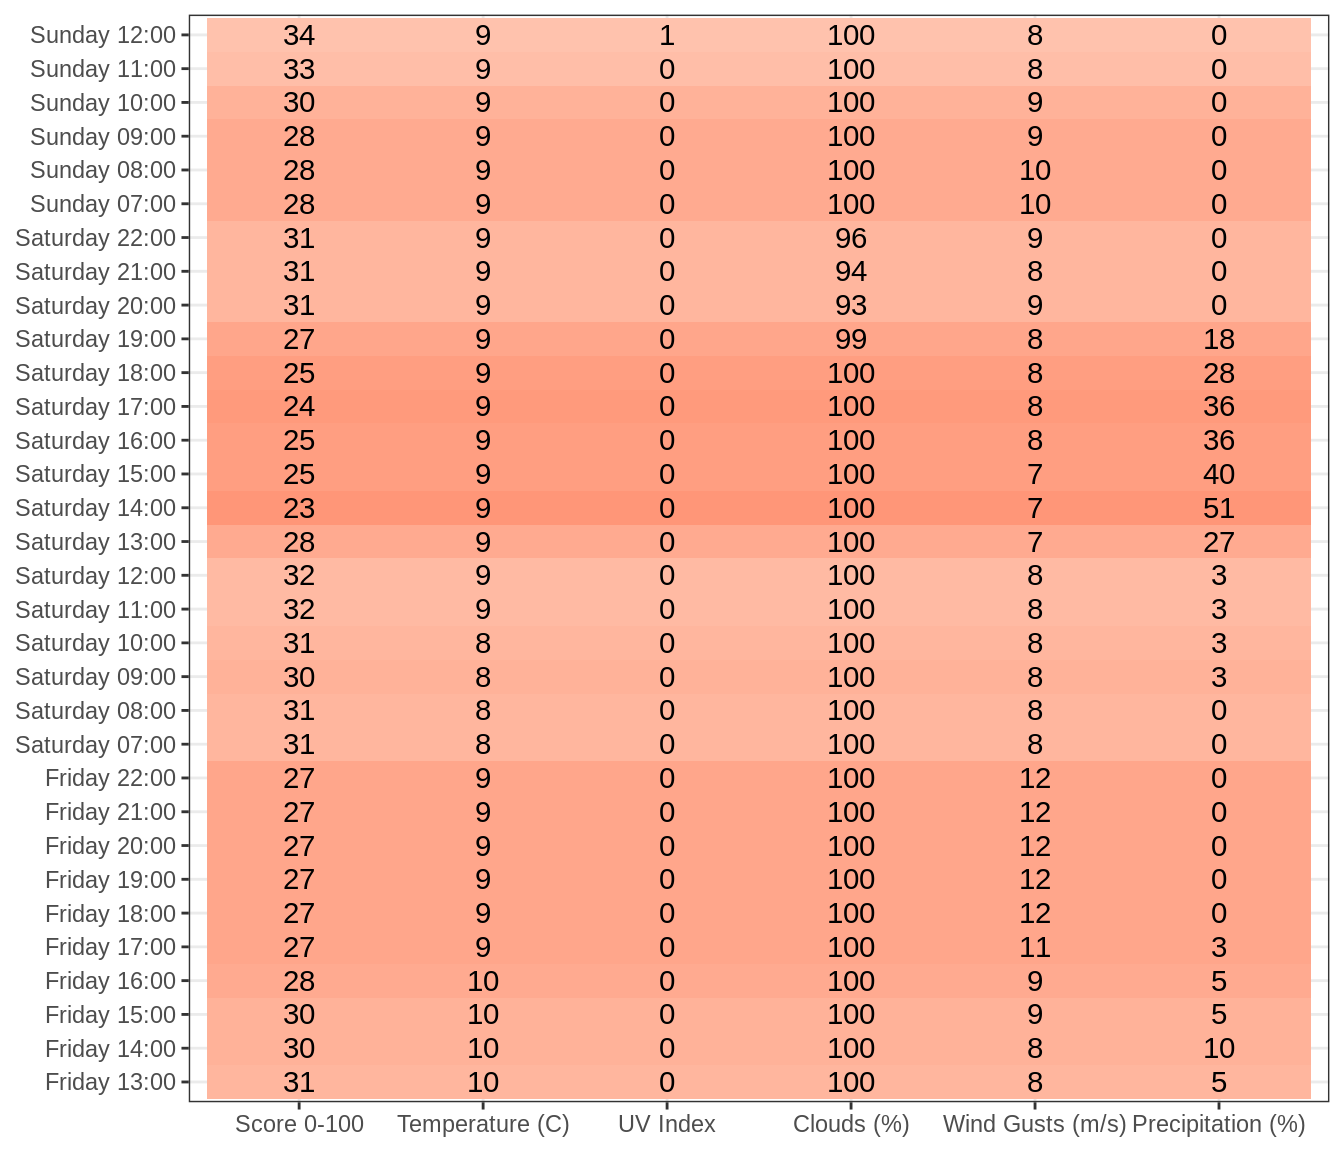 Sunday 12:00 34 9 1 100 8 0
Sunday 11:00 33 9 0 100 8 0
Sunday 10:00 30 9 0 100 9 0
Sunday 09:00 28 9 0 100 9 0
Sunday 08:00 28 9 0 100 10 0
Sunday 07:00 28 9 0 100 10 0
Saturday 22:00 31 9 0 96 9 0
Saturday 21:00 31 9 0 94 8 0
Saturday 20:00 31 9 0 93 9 0
Saturday 19:00 27 9 0 99 8 18
Saturday 18:00 25 9 0 100 8 28
Saturday 17:00 24 9 0 100 8 36
Saturday 16:00 25 9 0 100 8 36
Saturday 15:00 25 9 0 100 7 40
Saturday 14:00 23 9 0 100 7 51
Saturday 13:00 28 9 0 100 7 27
Saturday 12:00 32 9 0 100 8 3
Saturday 11:00 32 9 0 100 8 3
Saturday 10:00 31 8 0 100 8 3
Saturday 09:00 30 8 0 100 8 3
Saturday 08:00 31 8 0 100 8 0
Saturday 07:00 31 8 0 100 8 0
Friday 22:00 27 9 0 100 12 0
Friday 21:00 27 9 0 100 12 0
Friday 20:00 27 9 0 100 12 0
Friday 19:00 27 9 0 100 12 0
Friday 18:00 27 9 0 100 12 0
Friday 17:00 27 9 0 100 11 3
Friday 16:00 28 10 0 100 9 5
Friday 15:00 30 10 0 100 9 5
Friday 14:00 30 10 0 100 8 10
Friday 13:00 31 10 0 100 8 5
Score 0-100 Temperature (C) UV Index Clouds (%) Wind Gusts (m/s) Precipitation (%)